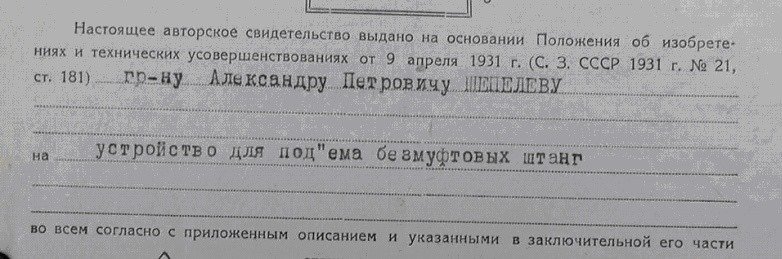 Настоящее авторское свидетельство выдано на основании Положения об изобрете-
ниях и технических усовершенствованиях от 9 апреля 1931 г. (С. З. СССР 1931 г. № 21,
ст. 181) гр-ну Александру Петровичу ШЕПЕЛЕВУ
на устройство для под"ема безмуфтовых штанг
во всем согласно с приложенным описанием и указанными в заключительной его части